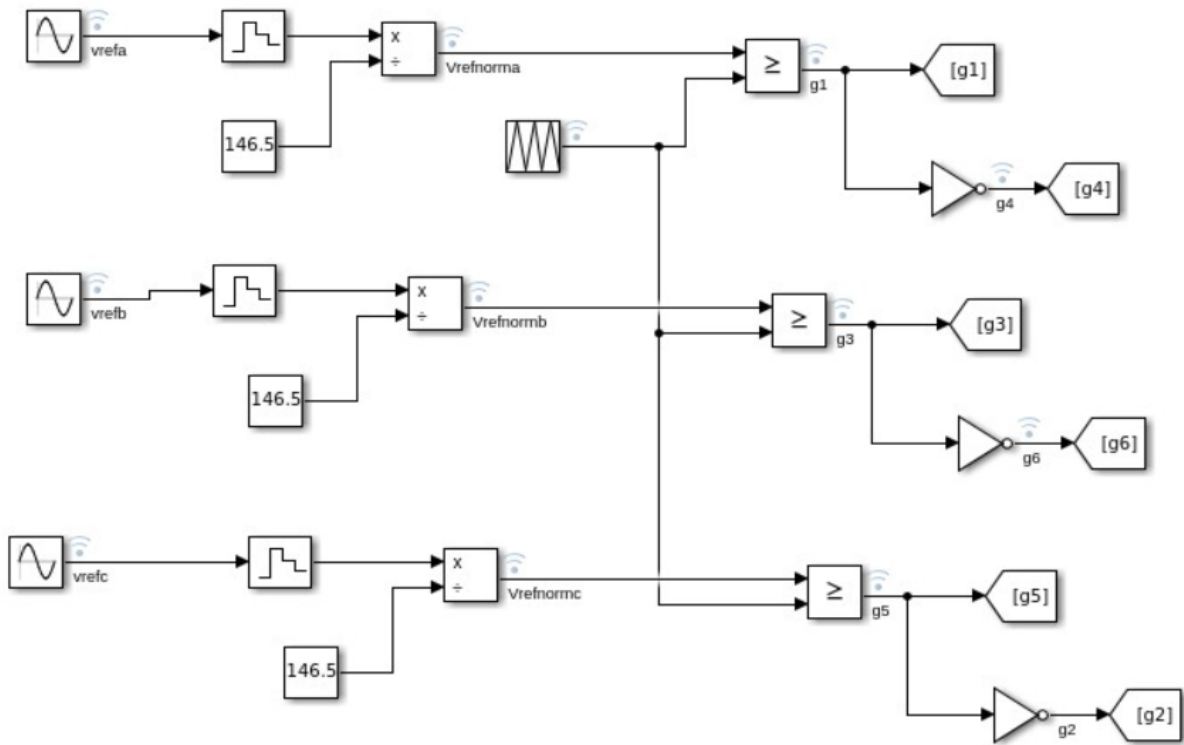 vrefa
x
÷
Vrefnorma
≥
g1
[g1]
146.5
g4
[g4]
vrefb
x
÷
Vrefnormb
≥
g3
[g3]
146.5
g6
[g6]
vrefc
x
÷
Vrefnormc
≥
g5
[g5]
146.5
g2
[g2]